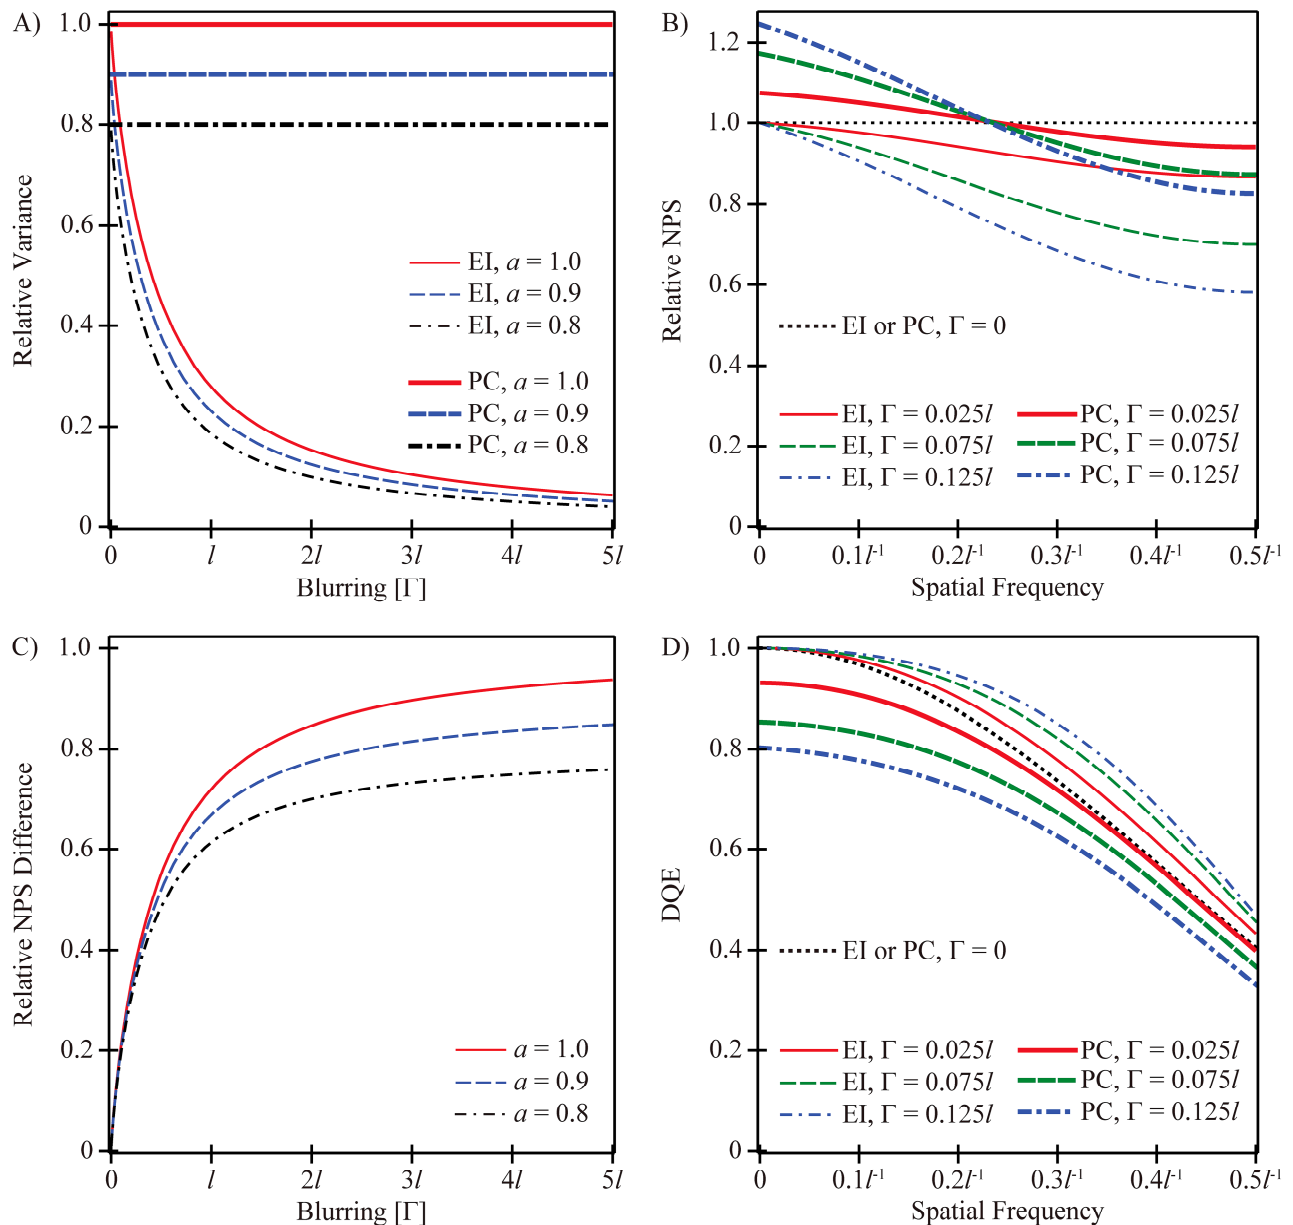 A)
1.0
0.8
0.6
0.4
0.2
0
Relative Variance
EI, a = 1.0
EI, a = 0.9
EI, a = 0.8
PC, a = 1.0
PC, a = 0.9
PC, a = 0.8
0 l 2l 3l 4l 5l
Blurring [Γ]
B)
1.2
1.0
0.8
0.6
0.4
0.2
0
Relative NPS
EI or PC, Γ = 0
EI, Γ = 0.025l PC, Γ = 0.025l
EI, Γ = 0.075l PC, Γ = 0.075l
EI, Γ = 0.125l PC, Γ = 0.125l
0 0.1l⁻¹ 0.2l⁻¹ 0.3l⁻¹ 0.4l⁻¹ 0.5l⁻¹
Spatial Frequency
C)
1.0
0.8
0.6
0.4
0.2
0
Relative NPS Difference
a = 1.0
a = 0.9
a = 0.8
0 l 2l 3l 4l 5l
Blurring [Γ]
D)
1.0
0.8
0.6
0.4
0.2
0
DQE
EI or PC, Γ = 0
EI, Γ = 0.025l PC, Γ = 0.025l
EI, Γ = 0.075l PC, Γ = 0.075l
EI, Γ = 0.125l PC, Γ = 0.125l
0 0.1l⁻¹ 0.2l⁻¹ 0.3l⁻¹ 0.4l⁻¹ 0.5l⁻¹
Spatial Frequency